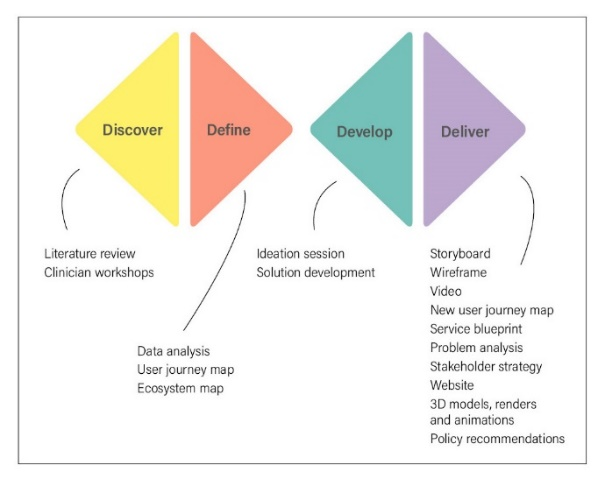 Discover
Define
Develop
Deliver
Literature review
Clinician workshops
Data analysis
User journey map
Ecosystem map
Ideation session
Solution development
Storyboard
Wireframe
Video
New user journey map
Service blueprint
Problem analysis
Stakeholder strategy
Website
3D models, renders
and animations
Policy recommendations